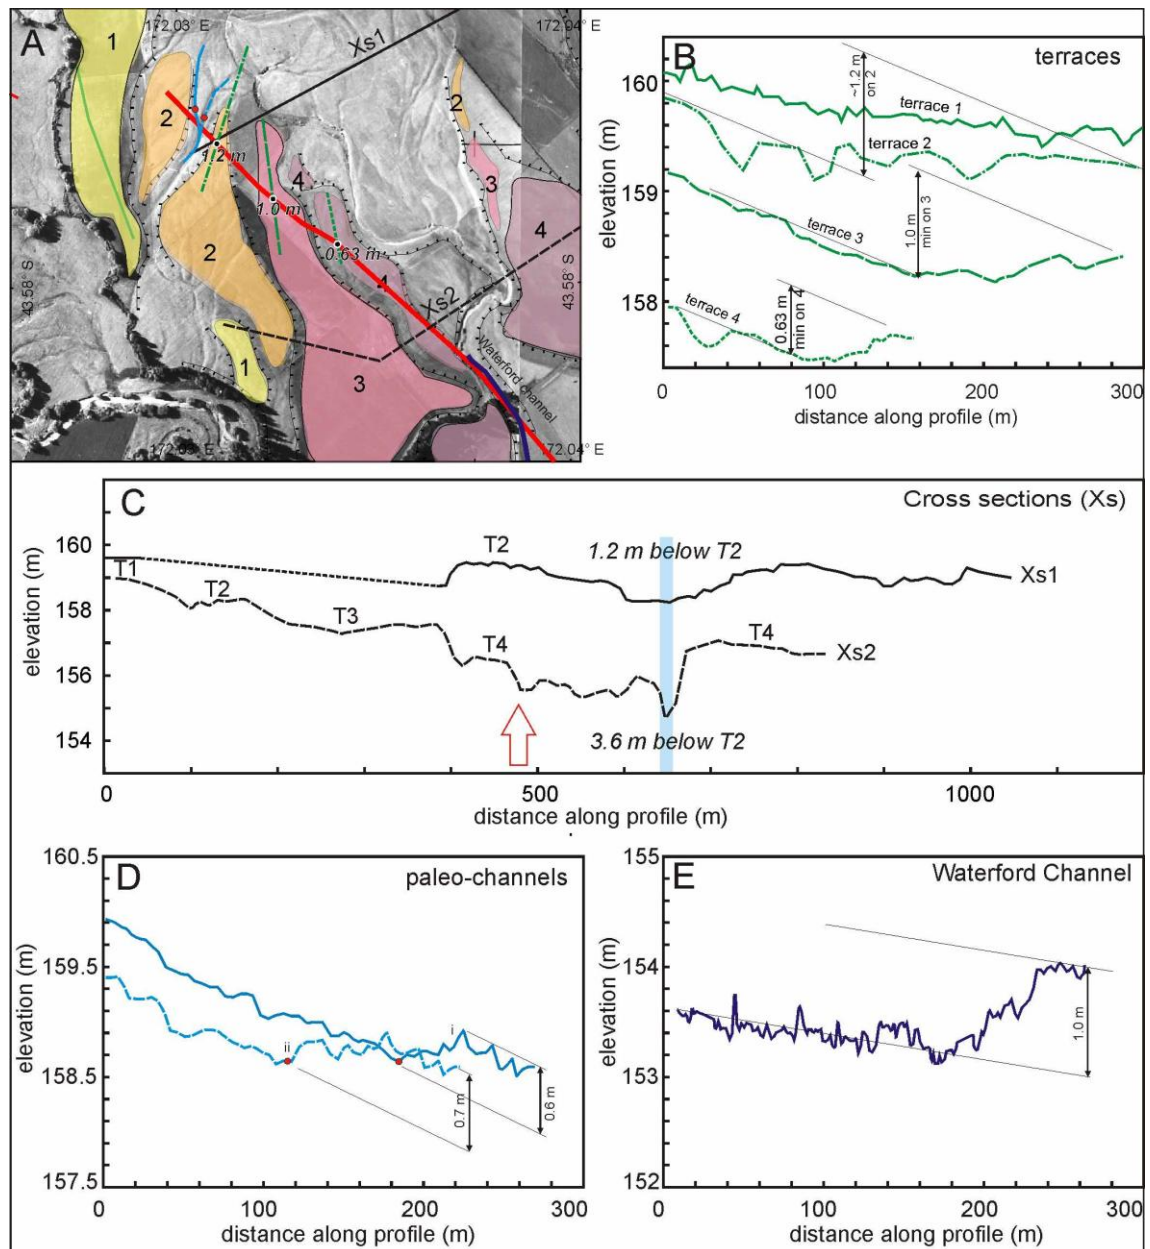 A
172.03° E
172.04° E
1
Xs1
2
2
1.2 m
4
3
1.0 m
4
2
0.63 m
43.58° S
43.58° S
4
Xs2
1
3
Waterford channel
172.03° E
172.04° E
B
terraces
elevation (m)
160
159
158
~1.2 m
on 2
terrace 1
terrace 2
1.0 m
min on 3
terrace 3
terrace 4
0.63 m
min on 4
0
100
200
300
distance along profile (m)
C
Cross sections (Xs)
elevation (m)
160
158
156
154
T1
T2
1.2 m below T2
Xs1
T2
T3
T4
T4
Xs2
3.6 m below T2
0
500
1000
distance along profile (m)
D
paleo-channels
elevation (m)
160.5
159.5
158.5
157.5
i
ii
0.7 m
0.6 m
0
100
200
300
distance along profile (m)
E
Waterford Channel
elevation (m)
155
154
153
152
1.0 m
0
100
200
300
distance along profile (m)